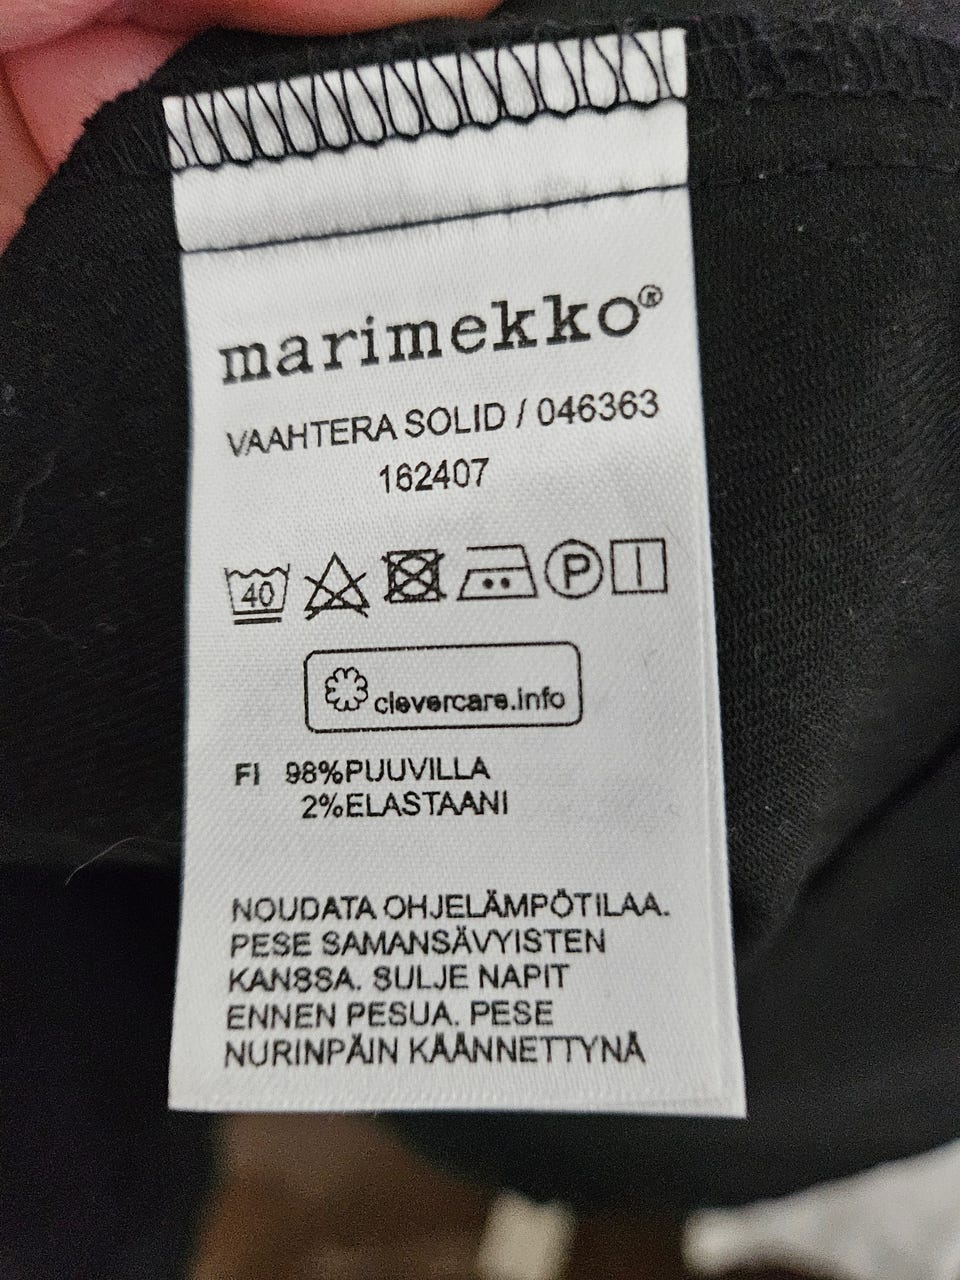 marimekko®
VAAHTERA SOLID / 046363
162407
40 P
clevercare.info
FI 98%PUUVILLA
2%ELASTAANI
NOUDATA OHJELÄMPÖTILAA.
PESE SAMANSÄVYISTEN
KANSSA. SULJE NAPIT
ENNEN PESUA. PESE
NURINPÄIN KÄÄNNETTYNÄ